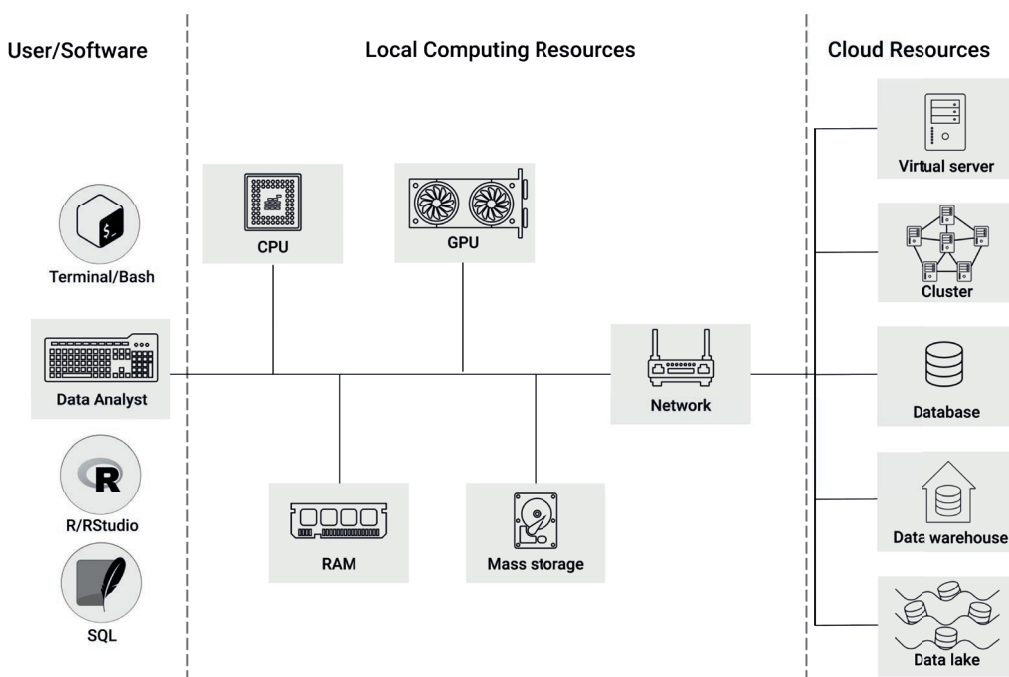 User/Software
Local Computing Resources
Cloud Resources
Terminal/Bash
Data Analyst
R
R/RStudio
SQL
CPU
GPU
RAM
Mass storage
Network
Virtual server
Cluster
Database
Data warehouse
Data lake